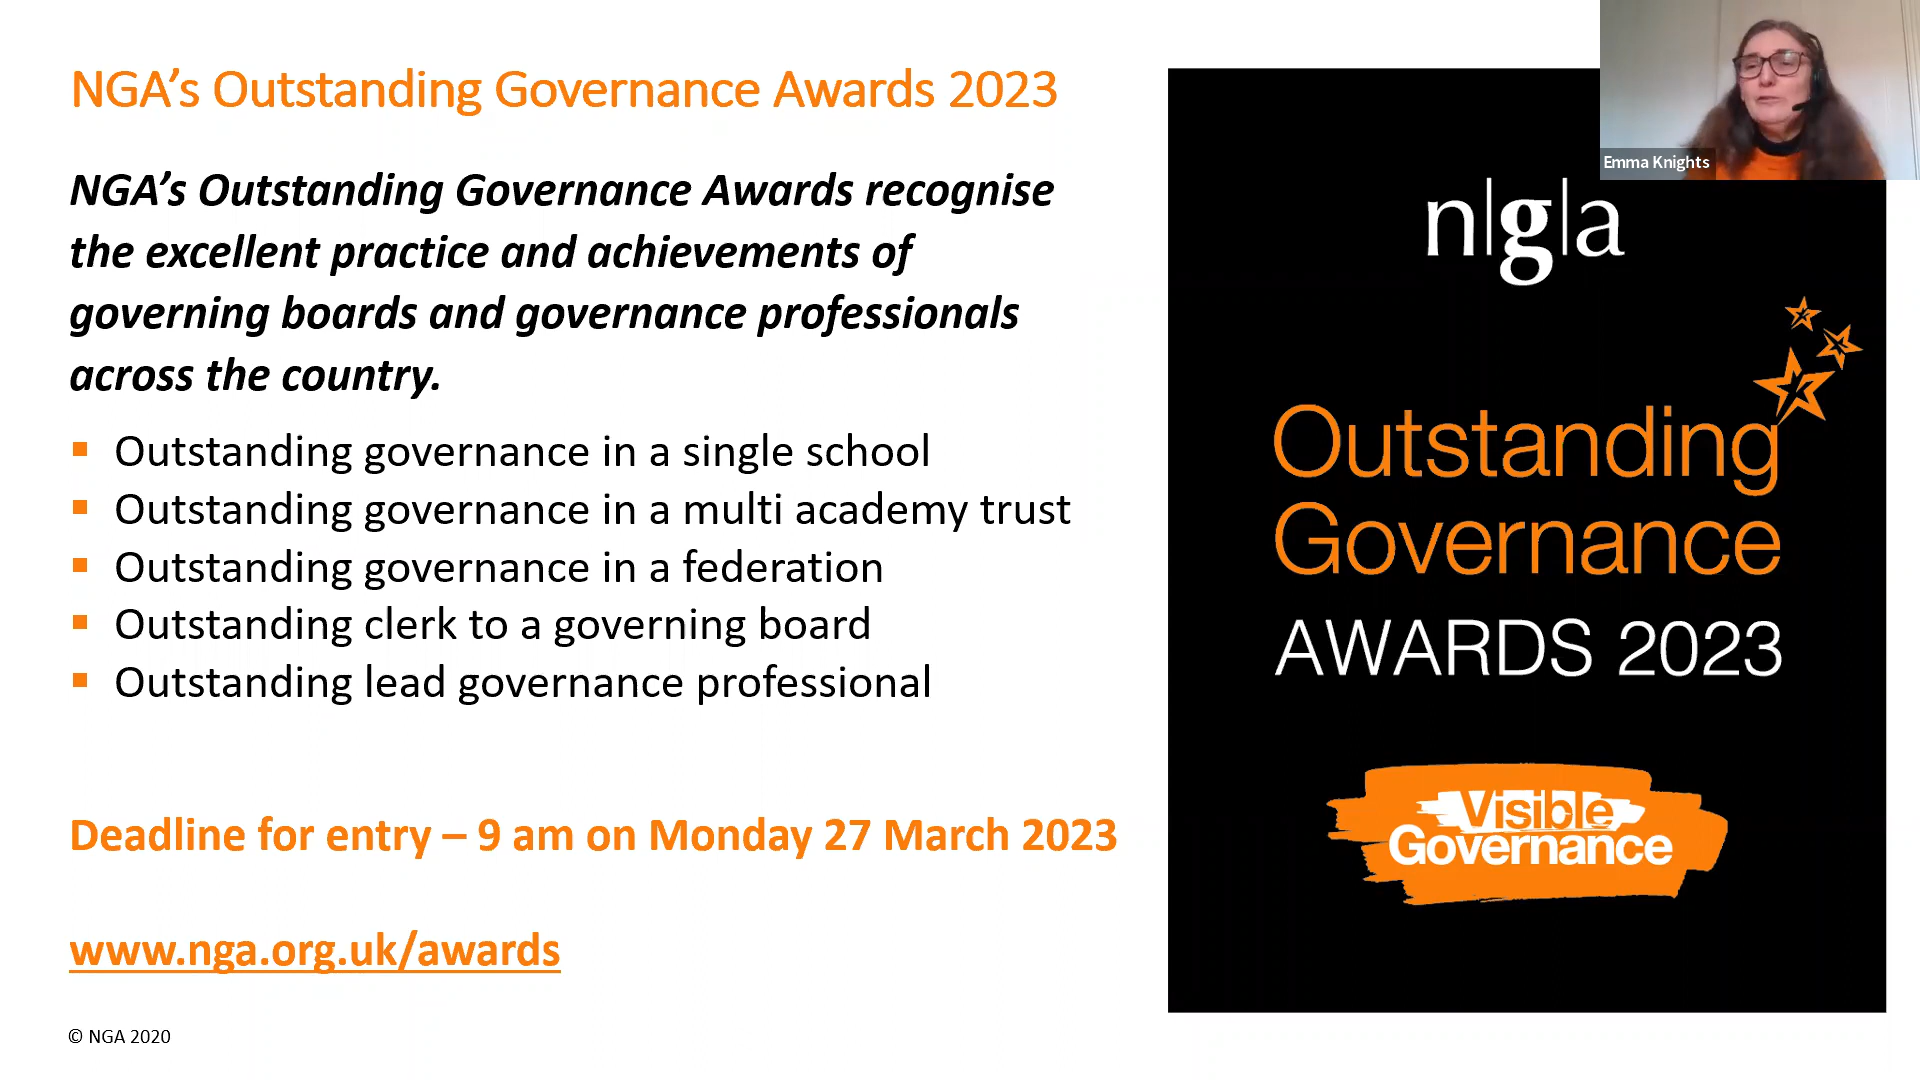 NGA’s Outstanding Governance Awards 2023
NGA’s Outstanding Governance Awards recognise
the excellent practice and achievements of
governing boards and governance professionals
across the country.
▪ Outstanding governance in a single school
▪ Outstanding governance in a multi academy trust
▪ Outstanding governance in a federation
▪ Outstanding clerk to a governing board
▪ Outstanding lead governance professional
Deadline for entry – 9 am on Monday 27 March 2023
www.nga.org.uk/awards
© NGA 2020
Emma Knights
n|g|a
Outstanding
Governance
AWARDS 2023
Visible
Governance